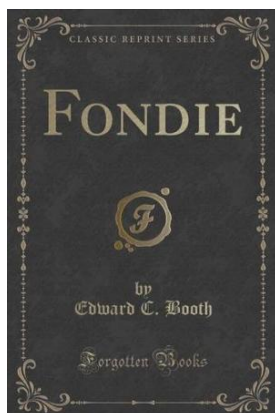 CLASSIC REPRINT SERIES
FONDIE
F
by
Edward C. Booth
Forgotten Books